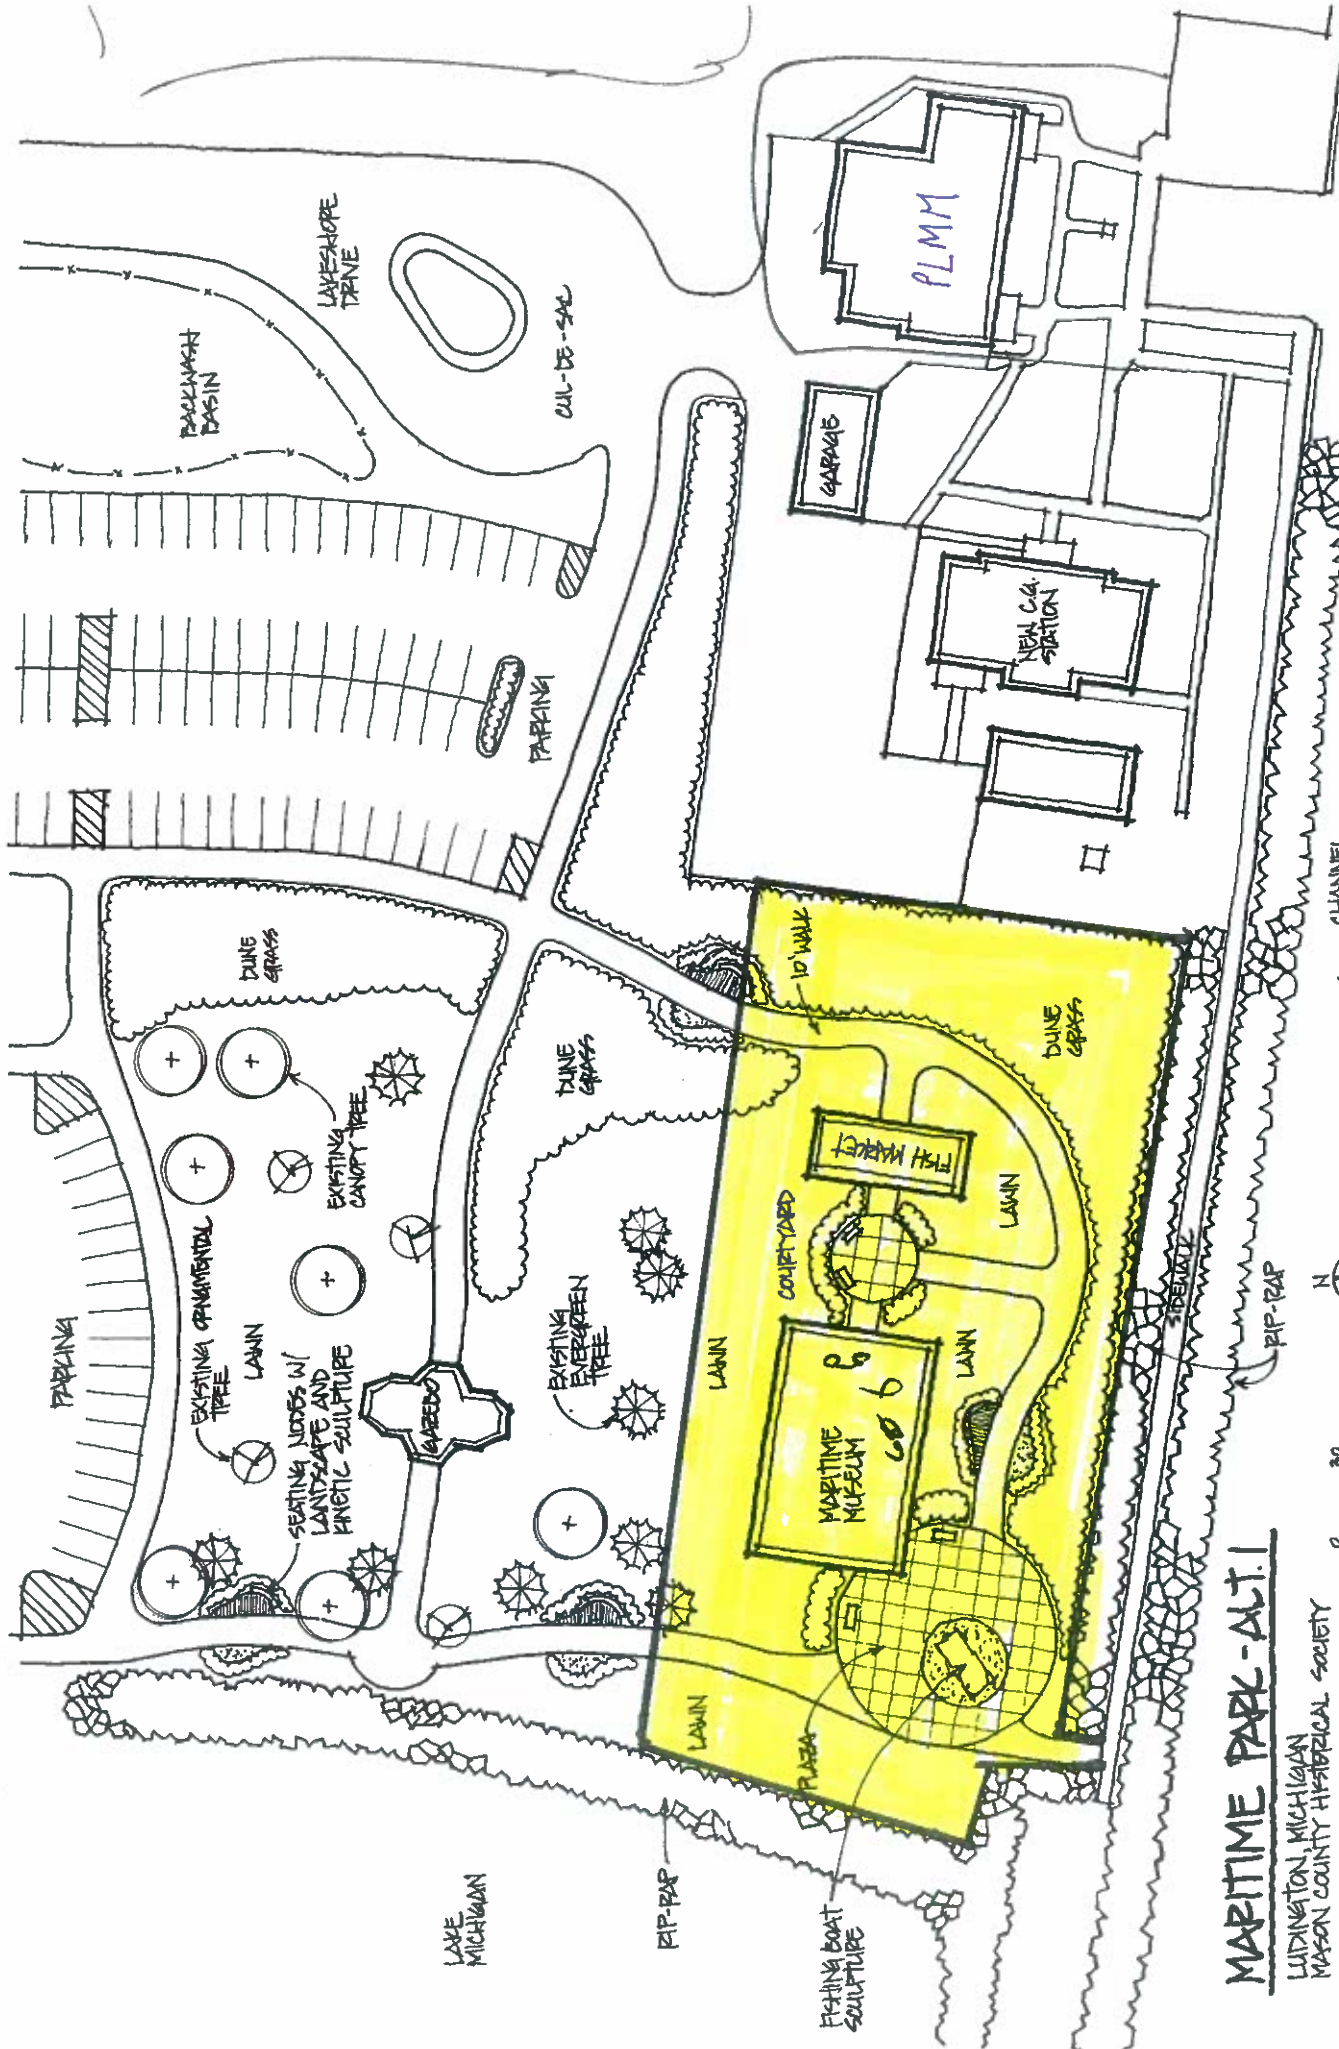 LAKESHORE
DRIVE
BACKWASH
BASIN
CUL-DE-SAC
PLMM
GARAGE
NEW C.G.
STATION
PARKING
DUNE
GRASS
10' WALK
DUNE
GRASS
DUNE
GRASS
EXISTING
CANOPY TREE
FISH MARKET
COURTYARD
LAWN
PARKING
EXISTING ORNAMENTAL
TREE
LAWN
SEATING NODES W/
LANDSCAPE AND
KINETIC SCULPTURE
GAZEBO
EXISTING
EVERGREEN
TREE
LAWN
MARITIME
MUSEUM
LAWN
SIDEWALK
RIP-RAP
CHANNEL
N
0
30
LAWN
PLAZA
LAKE
MICHIGAN
RIP-RAP
FISHING BOAT
SCULPTURE
MARITIME PARK-ALT.1
LUDINGTON, MICHIGAN
MASON COUNTY HISTORICAL SOCIETY